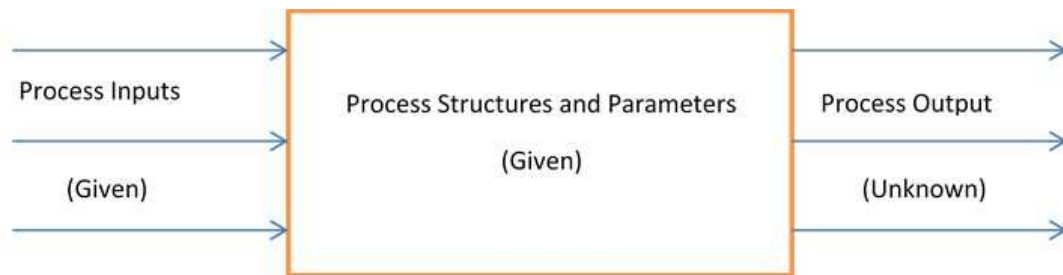 Process Inputs
(Given)
Process Structures and Parameters
(Given)
Process Output
(Unknown)